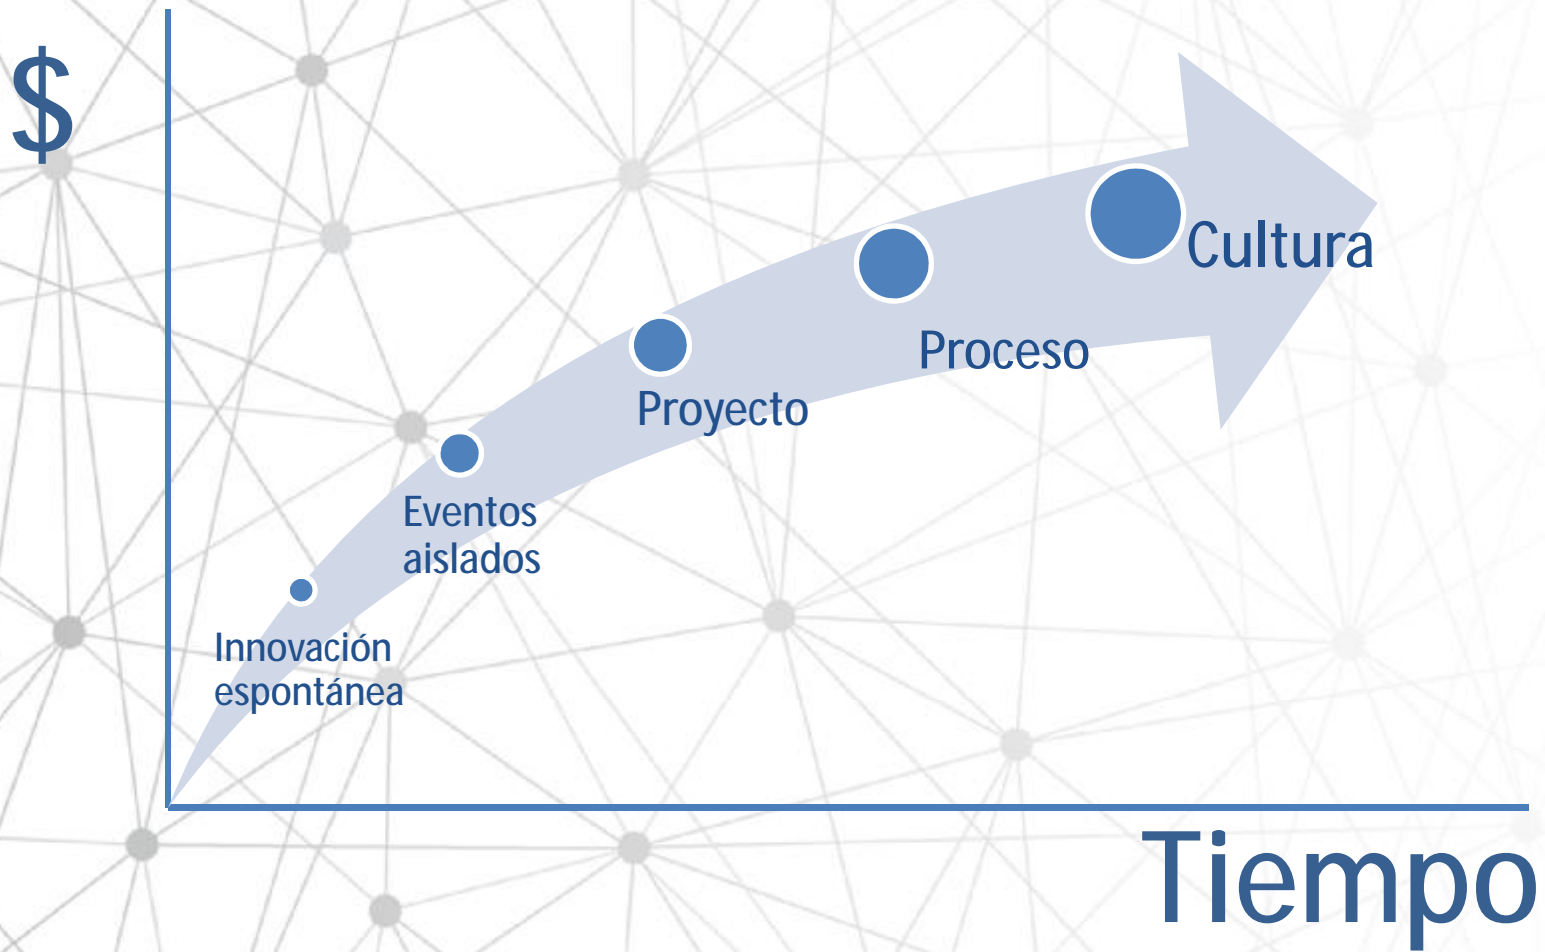 $
Cultura
Proceso
Proyecto
Eventos
aislados
Innovación
espontánea
Tiempo